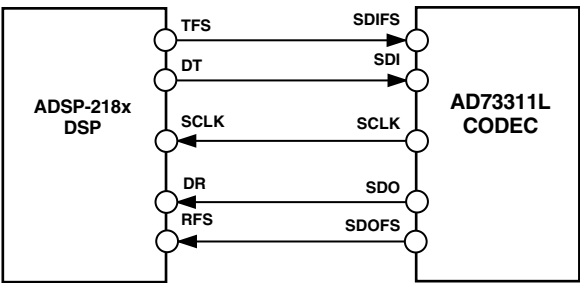 TFS SDIFS
DT SDI
ADSP-218x
DSP
AD73311L
CODEC
SCLK SCLK
DR SDO
RFS SDOFS